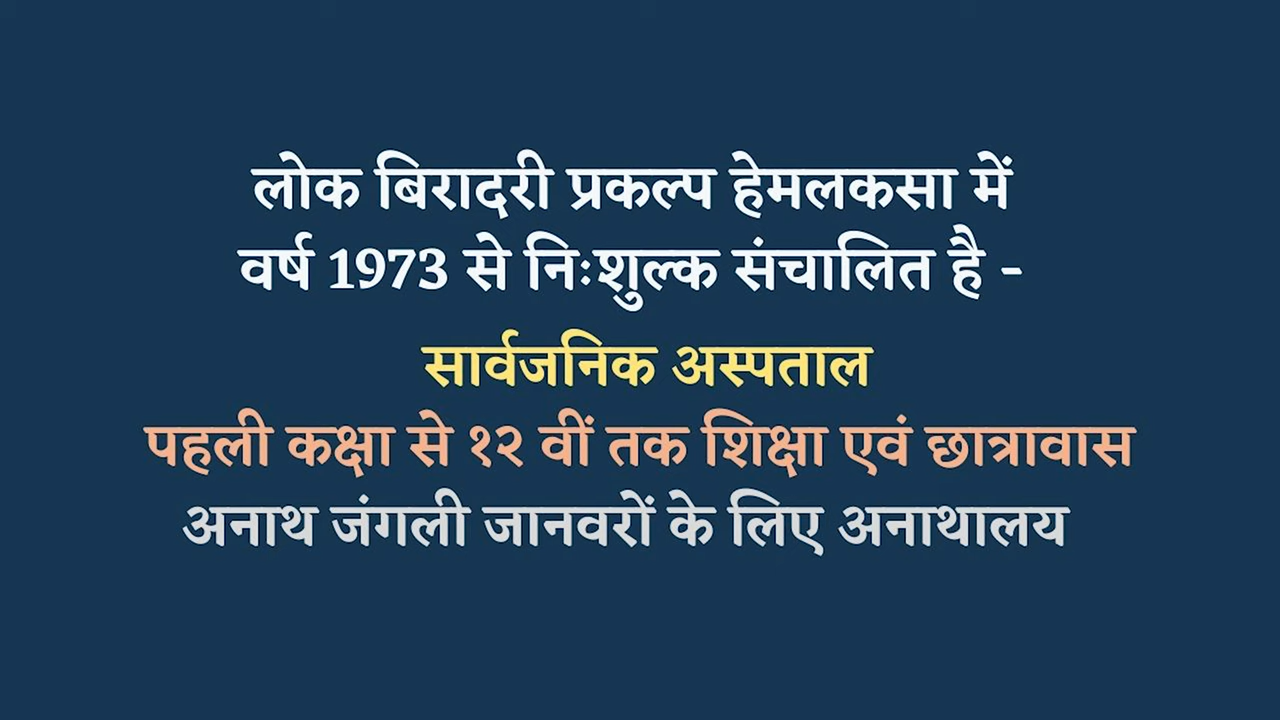 लोक बिरादरी प्रकल्प हेमलकसा में
वर्ष 1973 से निःशुल्क संचालित है -
सार्वजनिक अस्पताल
पहली कक्षा से १२ वीं तक शिक्षा एवं छात्रावास
अनाथ जंगली जानवरों के लिए अनाथालय